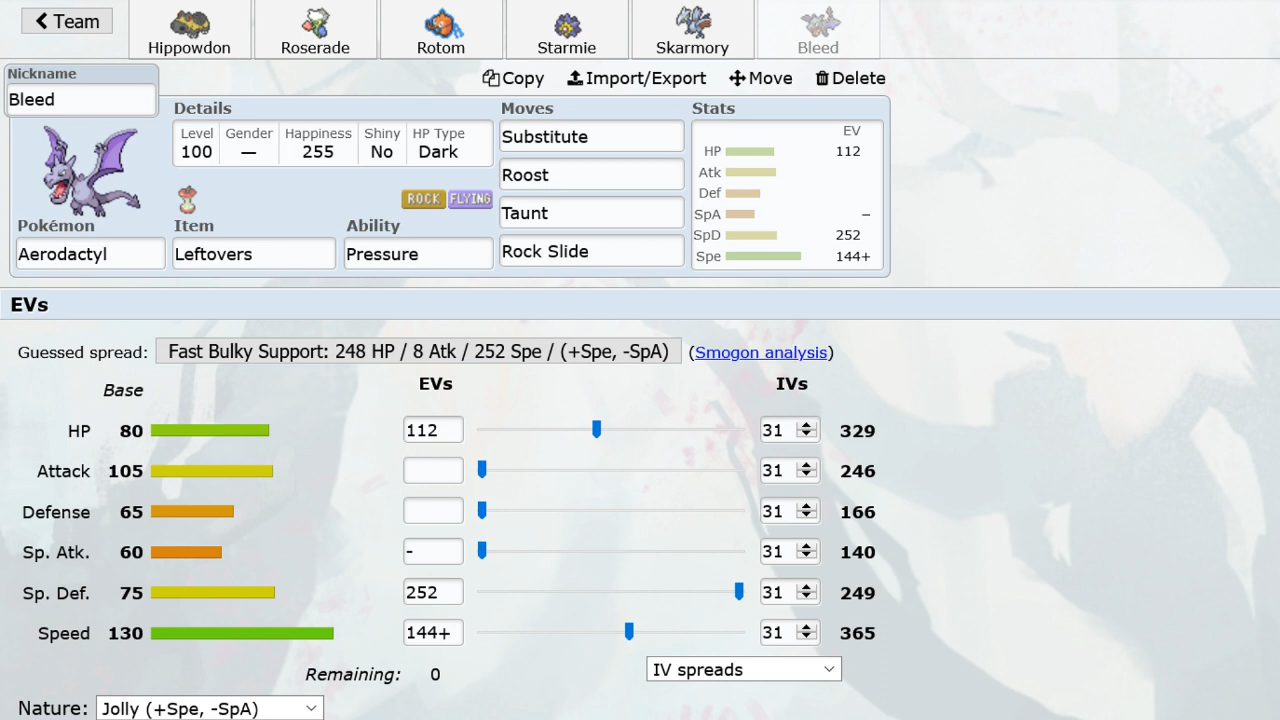 Team
Hippowdon
Roserade
Rotom
Starmie
Skarmory
Bleed
Copy Import/Export Move Delete
Nickname
Bleed
Details
Level Gender Happiness Shiny HP Type
100 — 255 No Dark
ROCK FLYING
Pokémon Item Ability
Aerodactyl Leftovers Pressure
Moves
Substitute
Roost
Taunt
Rock Slide
Stats
EV
HP 112
Atk
Def
SpA –
SpD 252
Spe 144+
EVs
Guessed spread: Fast Bulky Support: 248 HP / 8 Atk / 252 Spe / (+Spe, -SpA) (Smogon analysis)
Base EVs IVs
HP 80 112 31 329
Attack 105 31 246
Defense 65 31 166
Sp. Atk. 60 - 31 140
Sp. Def. 75 252 31 249
Speed 130 144+ 31 365
Remaining: 0 IV spreads
Nature: Jolly (+Spe, -SpA)